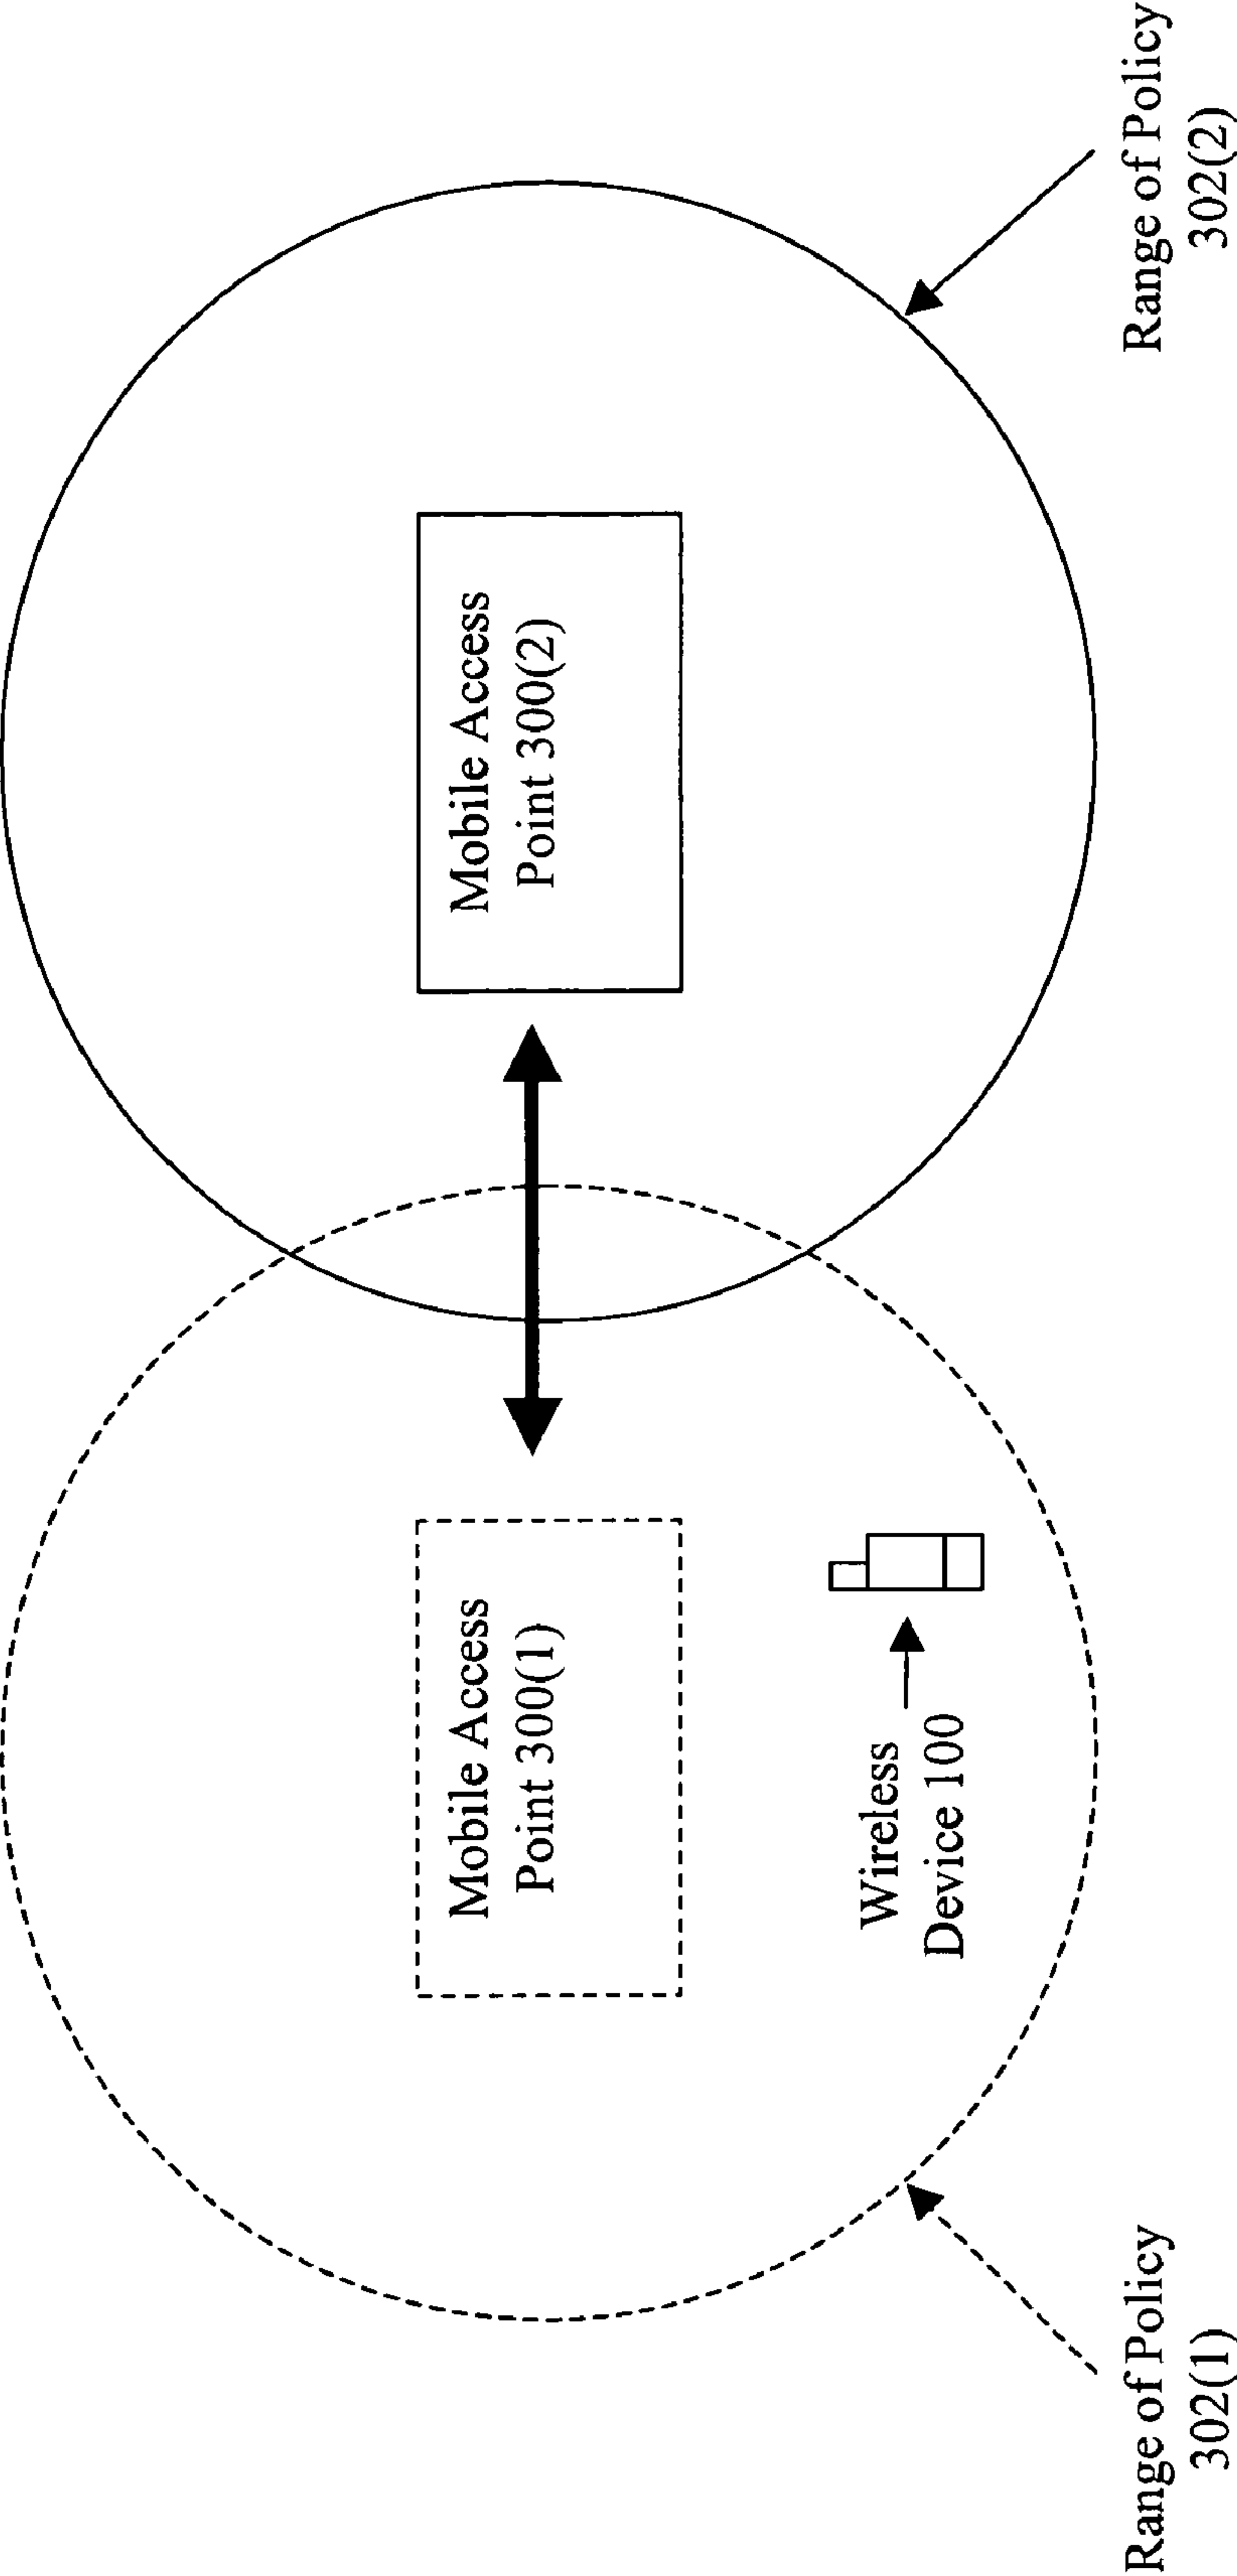 Mobile Access
Point 300(1)
Mobile Access
Point 300(2)
Wireless
Device 100
Range of Policy
302(1)
Range of Policy
302(2)